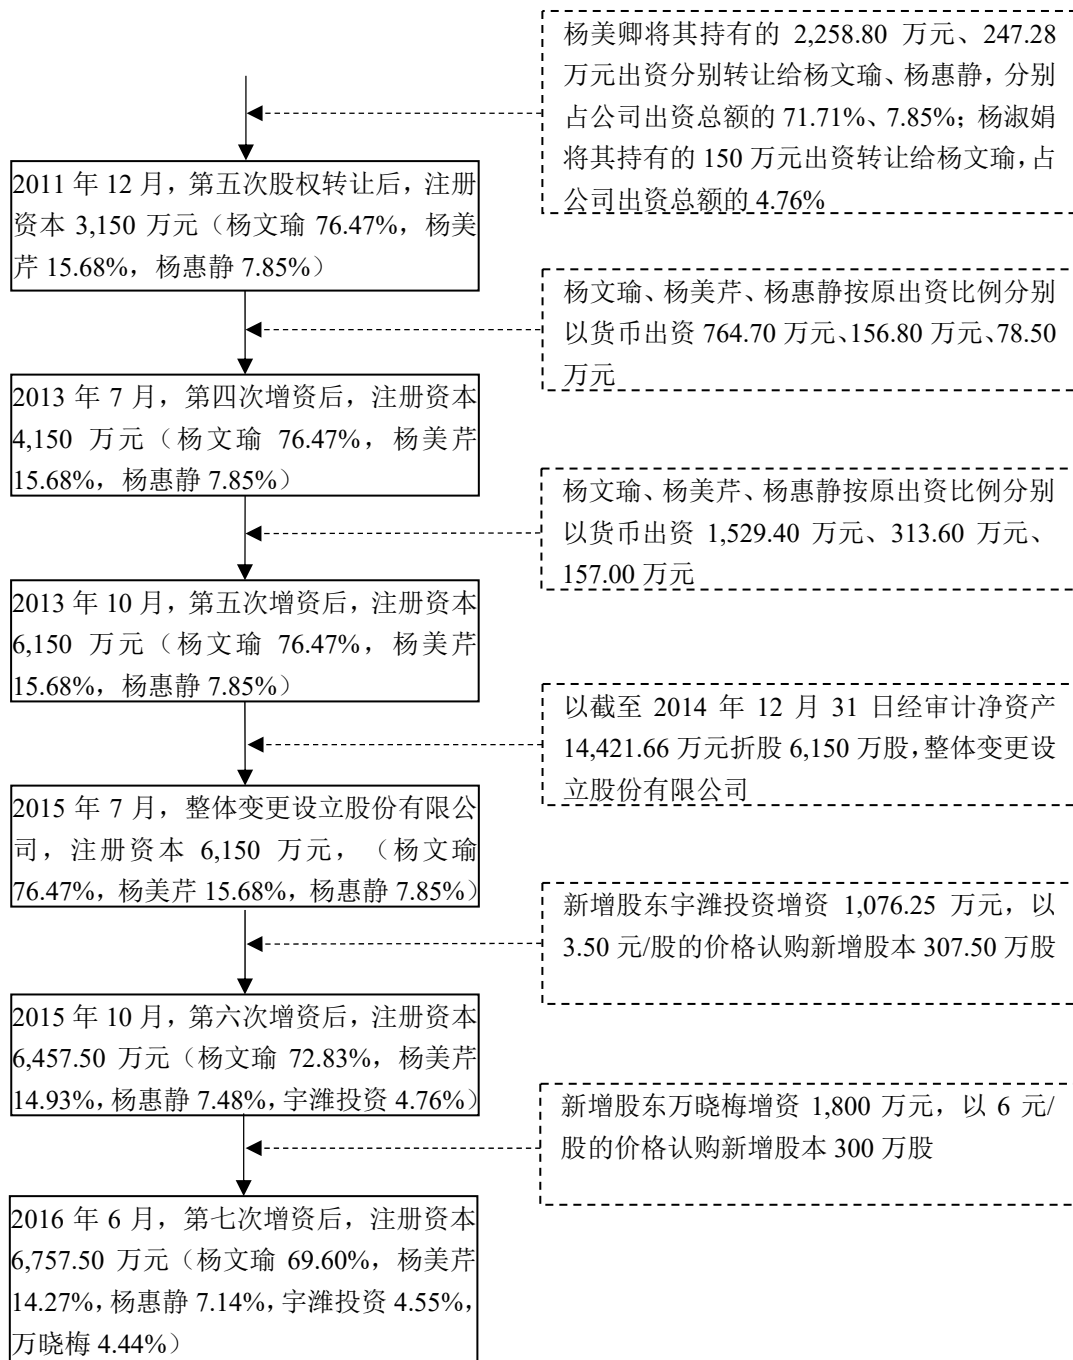 杨美卿将其持有的 2,258.80 万元、247.28
万元出资分别转让给杨文瑜、杨惠静，分别
占公司出资总额的 71.71%、7.85%；杨淑娟
将其持有的 150 万元出资转让给杨文瑜，占
公司出资总额的 4.76%
2011 年 12 月，第五次股权转让后，注册
资本 3,150 万元（杨文瑜 76.47%，杨美
芹 15.68%，杨惠静 7.85%）
杨文瑜、杨美芹、杨惠静按原出资比例分别
以货币出资 764.70 万元、156.80 万元、78.50
万元
2013 年 7 月，第四次增资后，注册资本
4,150 万元（杨文瑜 76.47%，杨美芹
15.68%，杨惠静 7.85%）
杨文瑜、杨美芹、杨惠静按原出资比例分别
以货币出资 1,529.40 万元、313.60 万元、
157.00 万元
2013 年 10 月，第五次增资后，注册资本
6,150 万元（杨文瑜 76.47%，杨美芹
15.68%，杨惠静 7.85%）
以截至 2014 年 12 月 31 日经审计净资产
14,421.66 万元折股 6,150 万股，整体变更设
立股份有限公司
2015 年 7 月，整体变更设立股份有限公
司，注册资本 6,150 万元，（杨文瑜
76.47%，杨美芹 15.68%，杨惠静 7.85%）
新增股东宇潍投资增资 1,076.25 万元，以
3.50 元/股的价格认购新增股本 307.50 万股
2015 年 10 月，第六次增资后，注册资本
6,457.50 万元（杨文瑜 72.83%，杨美芹
14.93%，杨惠静 7.48%，宇潍投资 4.76%）
新增股东万晓梅增资 1,800 万元，以 6 元/
股的价格认购新增股本 300 万股
2016 年 6 月，第七次增资后，注册资本
6,757.50 万元（杨文瑜 69.60%，杨美芹
14.27%，杨惠静 7.14%，宇潍投资 4.55%，
万晓梅 4.44%）